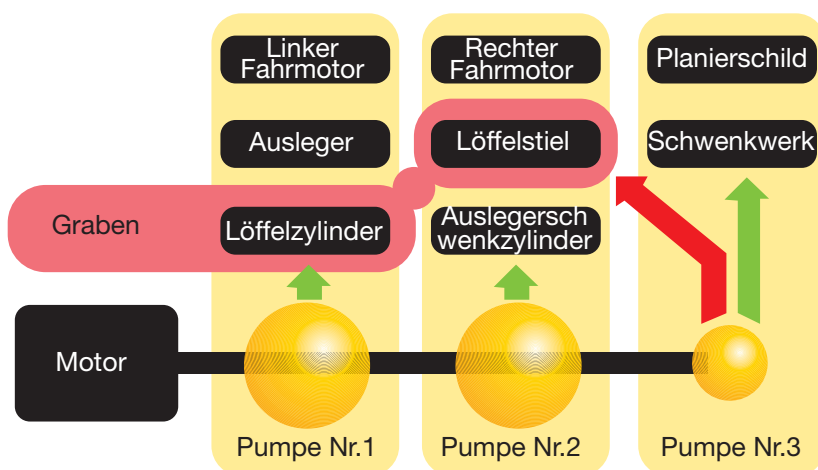 Linker
Fahrmotor
Rechter
Fahrmotor
Planierschild
Ausleger
Löffelstiel
Schwenkwerk
Graben
Löffelzylinder
Auslegersch
wenkzylinder
Motor
Pumpe Nr.1
Pumpe Nr.2
Pumpe Nr.3